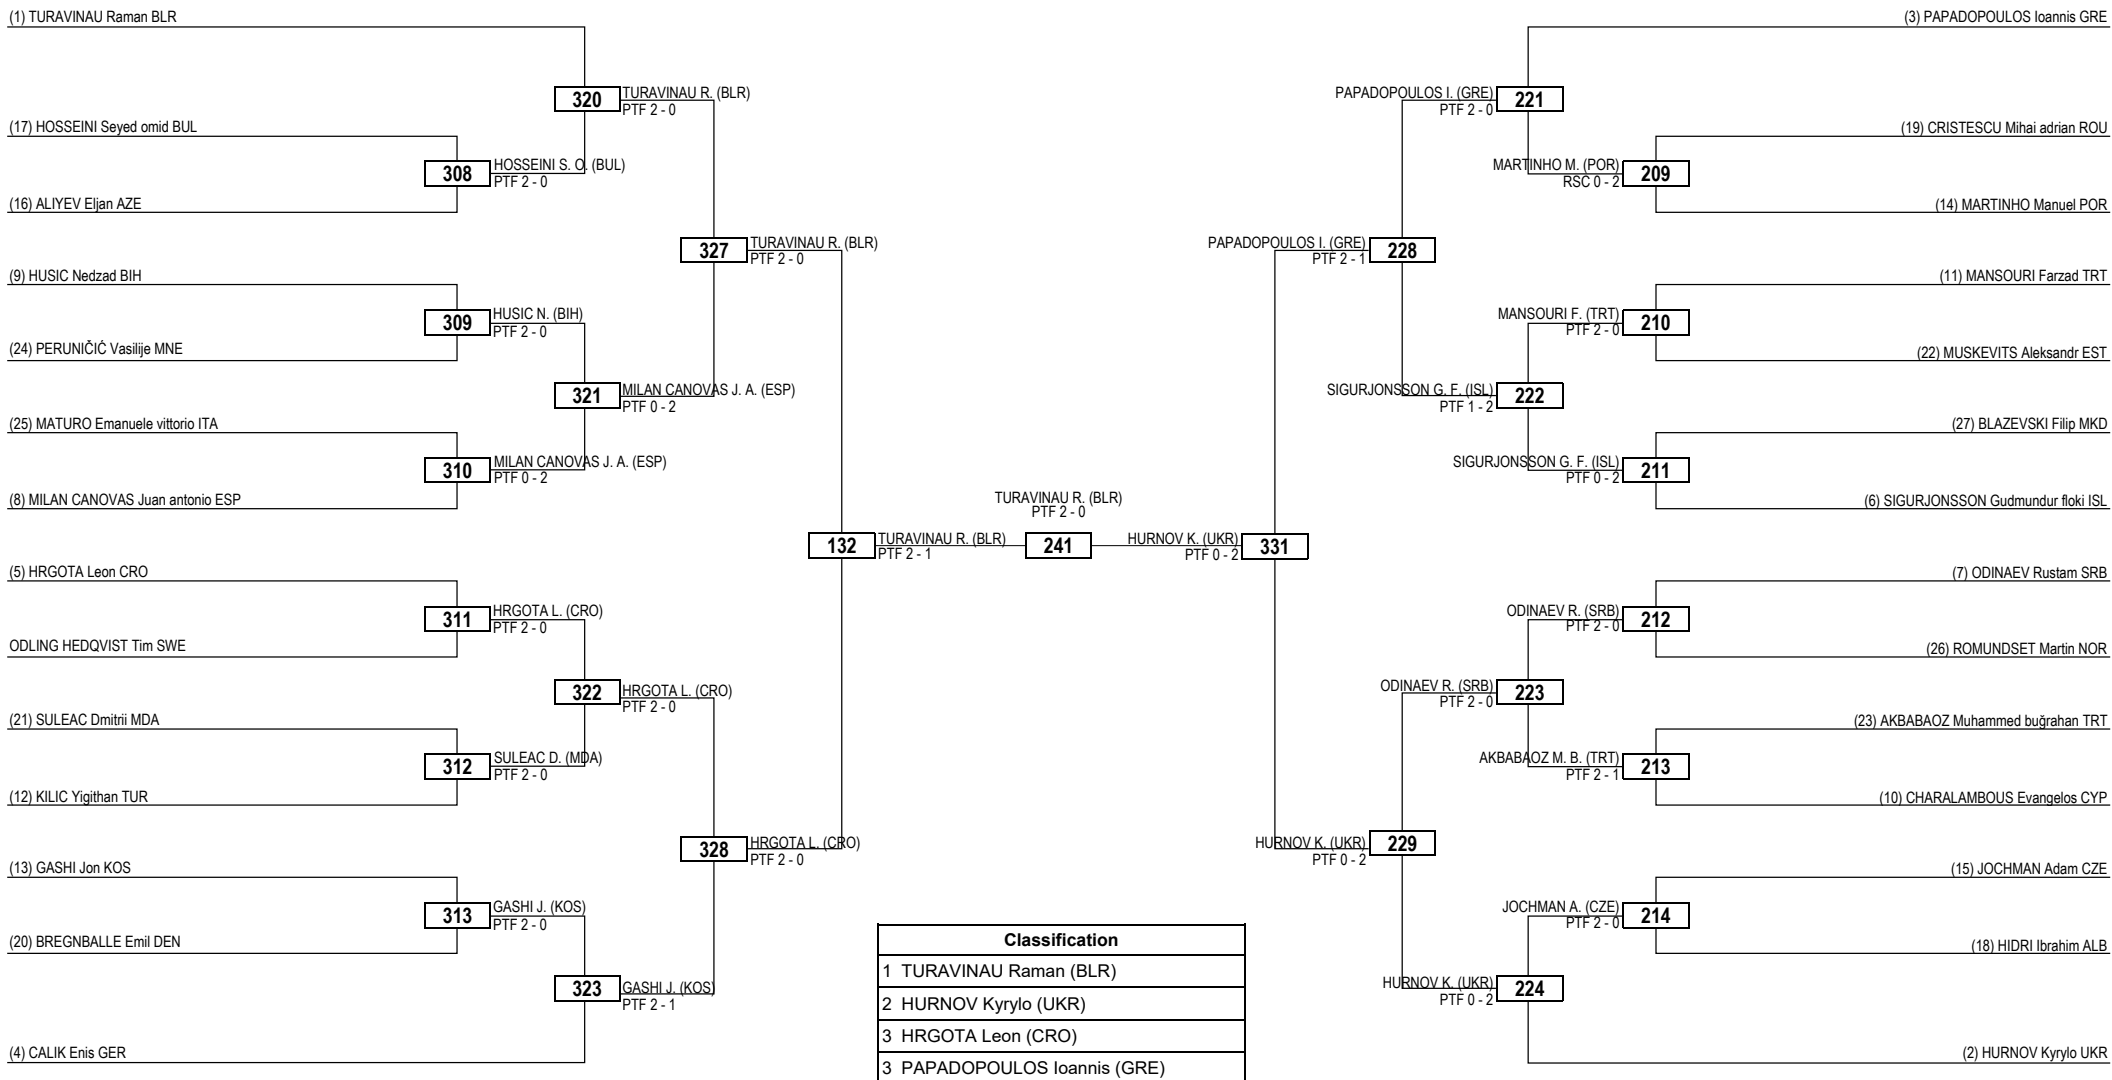 (1) TURAVINAU Raman BLR
320
TURAVINAU R. (BLR)
PTF 2 - 0
(17) HOSSEINI Seyed omid BUL
308
HOSSEINI S. O. (BUL)
PTF 2 - 0
(16) ALIYEV Eljan AZE
327
TURAVINAU R. (BLR)
PTF 2 - 0
(9) HUSIC Nedzad BIH
309
HUSIC N. (BIH)
PTF 2 - 0
(24) PERUNIČIĆ Vasilije MNE
321
MILAN CANOVAS J. A. (ESP)
PTF 0 - 2
(25) MATURO Emanuele vittorio ITA
310
MILAN CANOVAS J. A. (ESP)
PTF 0 - 2
(8) MILAN CANOVAS Juan antonio ESP
132
TURAVINAU R. (BLR)
PTF 2 - 1
(5) HRGOTA Leon CRO
311
HRGOTA L. (CRO)
PTF 2 - 0
ODLING HEDQVIST Tim SWE
322
HRGOTA L. (CRO)
PTF 2 - 0
(21) SULEAC Dmitrii MDA
312
SULEAC D. (MDA)
PTF 2 - 0
(12) KILIC Yigithan TUR
328
HRGOTA L. (CRO)
PTF 2 - 0
(13) GASHI Jon KOS
313
GASHI J. (KOS)
PTF 2 - 0
(20) BREGNBALLE Emil DEN
323
GASHI J. (KOS)
PTF 2 - 1
(4) CALIK Enis GER
TURAVINAU R. (BLR)
PTF 2 - 0
241
(3) PAPADOPOULOS Ioannis GRE
PAPADOPOULOS I. (GRE)
PTF 2 - 0
221
(19) CRISTESCU Mihai adrian ROU
MARTINHO M. (POR)
RSC 0 - 2
209
(14) MARTINHO Manuel POR
PAPADOPOULOS I. (GRE)
PTF 2 - 1
228
(11) MANSOURI Farzad TRT
MANSOURI F. (TRT)
PTF 2 - 0
210
(22) MUSKEVITS Aleksandr EST
SIGURJONSSON G. F. (ISL)
PTF 1 - 2
222
(27) BLAZEVSKI Filip MKD
SIGURJONSSON G. F. (ISL)
PTF 0 - 2
211
(6) SIGURJONSSON Gudmundur floki ISL
HURNOV K. (UKR)
PTF 0 - 2
331
(7) ODINAEV Rustam SRB
ODINAEV R. (SRB)
PTF 2 - 0
212
(26) ROMUNDSET Martin NOR
ODINAEV R. (SRB)
PTF 2 - 0
223
(23) AKBABAOZ Muhammed buğrahan TRT
AKBABAOZ M. B. (TRT)
PTF 2 - 1
213
(10) CHARALAMBOUS Evangelos CYP
HURNOV K. (UKR)
PTF 0 - 2
229
(15) JOCHMAN Adam CZE
JOCHMAN A. (CZE)
PTF 2 - 0
214
(18) HIDRI Ibrahim ALB
HURNOV K. (UKR)
PTF 0 - 2
224
(2) HURNOV Kyrylo UKR
Classification
1 TURAVINAU Raman (BLR)
2 HURNOV Kyrylo (UKR)
3 HRGOTA Leon (CRO)
3 PAPADOPOULOS Ioannis (GRE)